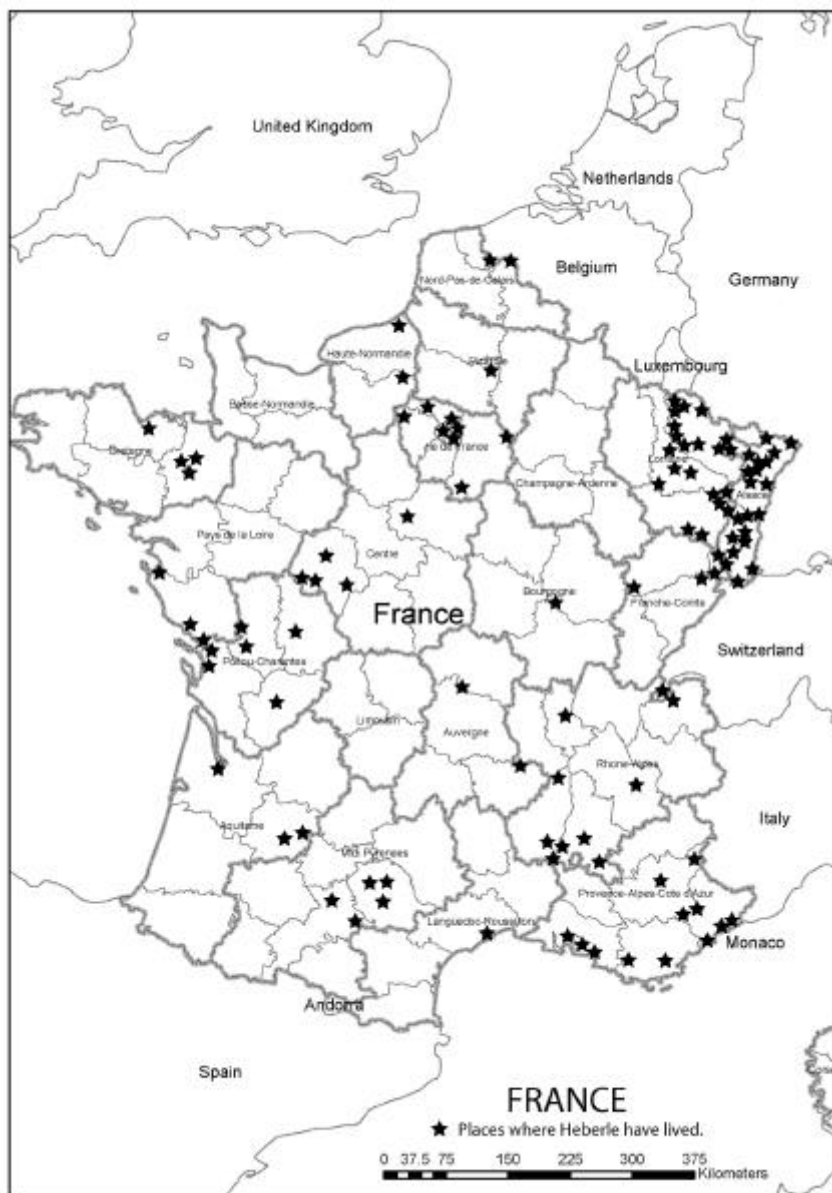 United Kingdom
Netherlands
Belgium
Germany
Nord-Pas-de-Calais
Luxembourg
Haute-Normandie
Basse-Normandie
Bretagne
Ile de France
Lorraine
Champagne-Ardenne
Alsace
Pays de la Loire
Centre
Bourgogne
Franche-Comte
France
Switzerland
Poitou-Charentes
Limousin
Auvergne
Rhone-Alpes
Italy
Aquitaine
Midi-Pyrenees
Provence-Alpes-Cote d'Azur
Languedoc-Roussillon
Monaco
Andorra
Spain
FRANCE
Places where Heberle have lived.
0 37.5 75 150 225 300 375
Kilometers